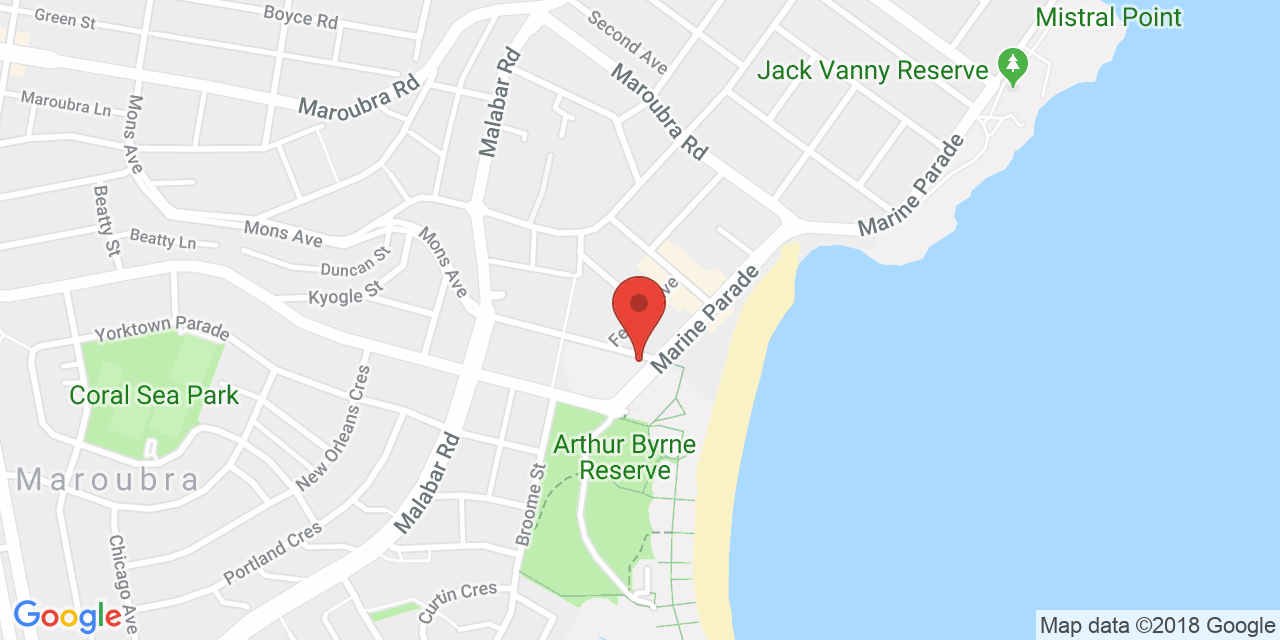 Green St
Boyce Rd
Second Ave
Mistral Point
Jack Vanny Reserve
Maroubra Rd
Maroubra Ln
Malabar Rd
Maroubra Rd
Mons Ave
Marine Parade
Beatty St
Beatty Ln
Mons Ave
Mons Ave
Duncan St
Kyogle St
Marine Parade
Yorktown Parade
Coral Sea Park
New Orleans Cres
Arthur Byrne
Reserve
Maroubra
Malabar Rd
Broome St
Chicago Ave
Portland Cres
Curtin Cres
Google
Map data ©2018 Google